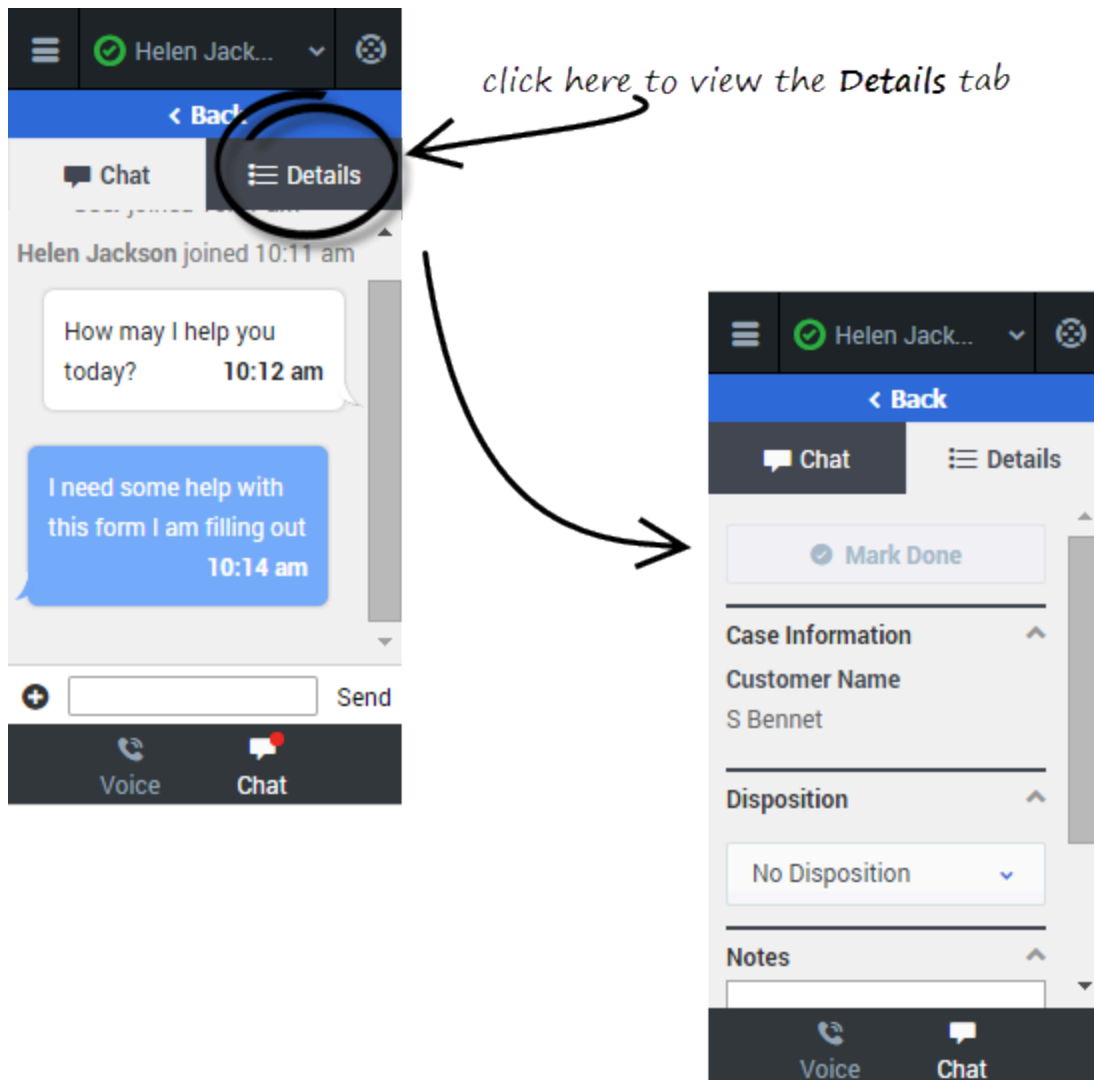 Helen Jack...
click here to view the Details tab
< Back
Chat
Details
Helen Jackson joined 10:11 am
How may I help you
today? 10:12 am
I need some help with
this form I am filling out
10:14 am
Send
Voice
Chat
Helen Jack...
< Back
Chat
Details
Mark Done
Case Information
Customer Name
S Bennet
Disposition
No Disposition
Notes
Voice
Chat